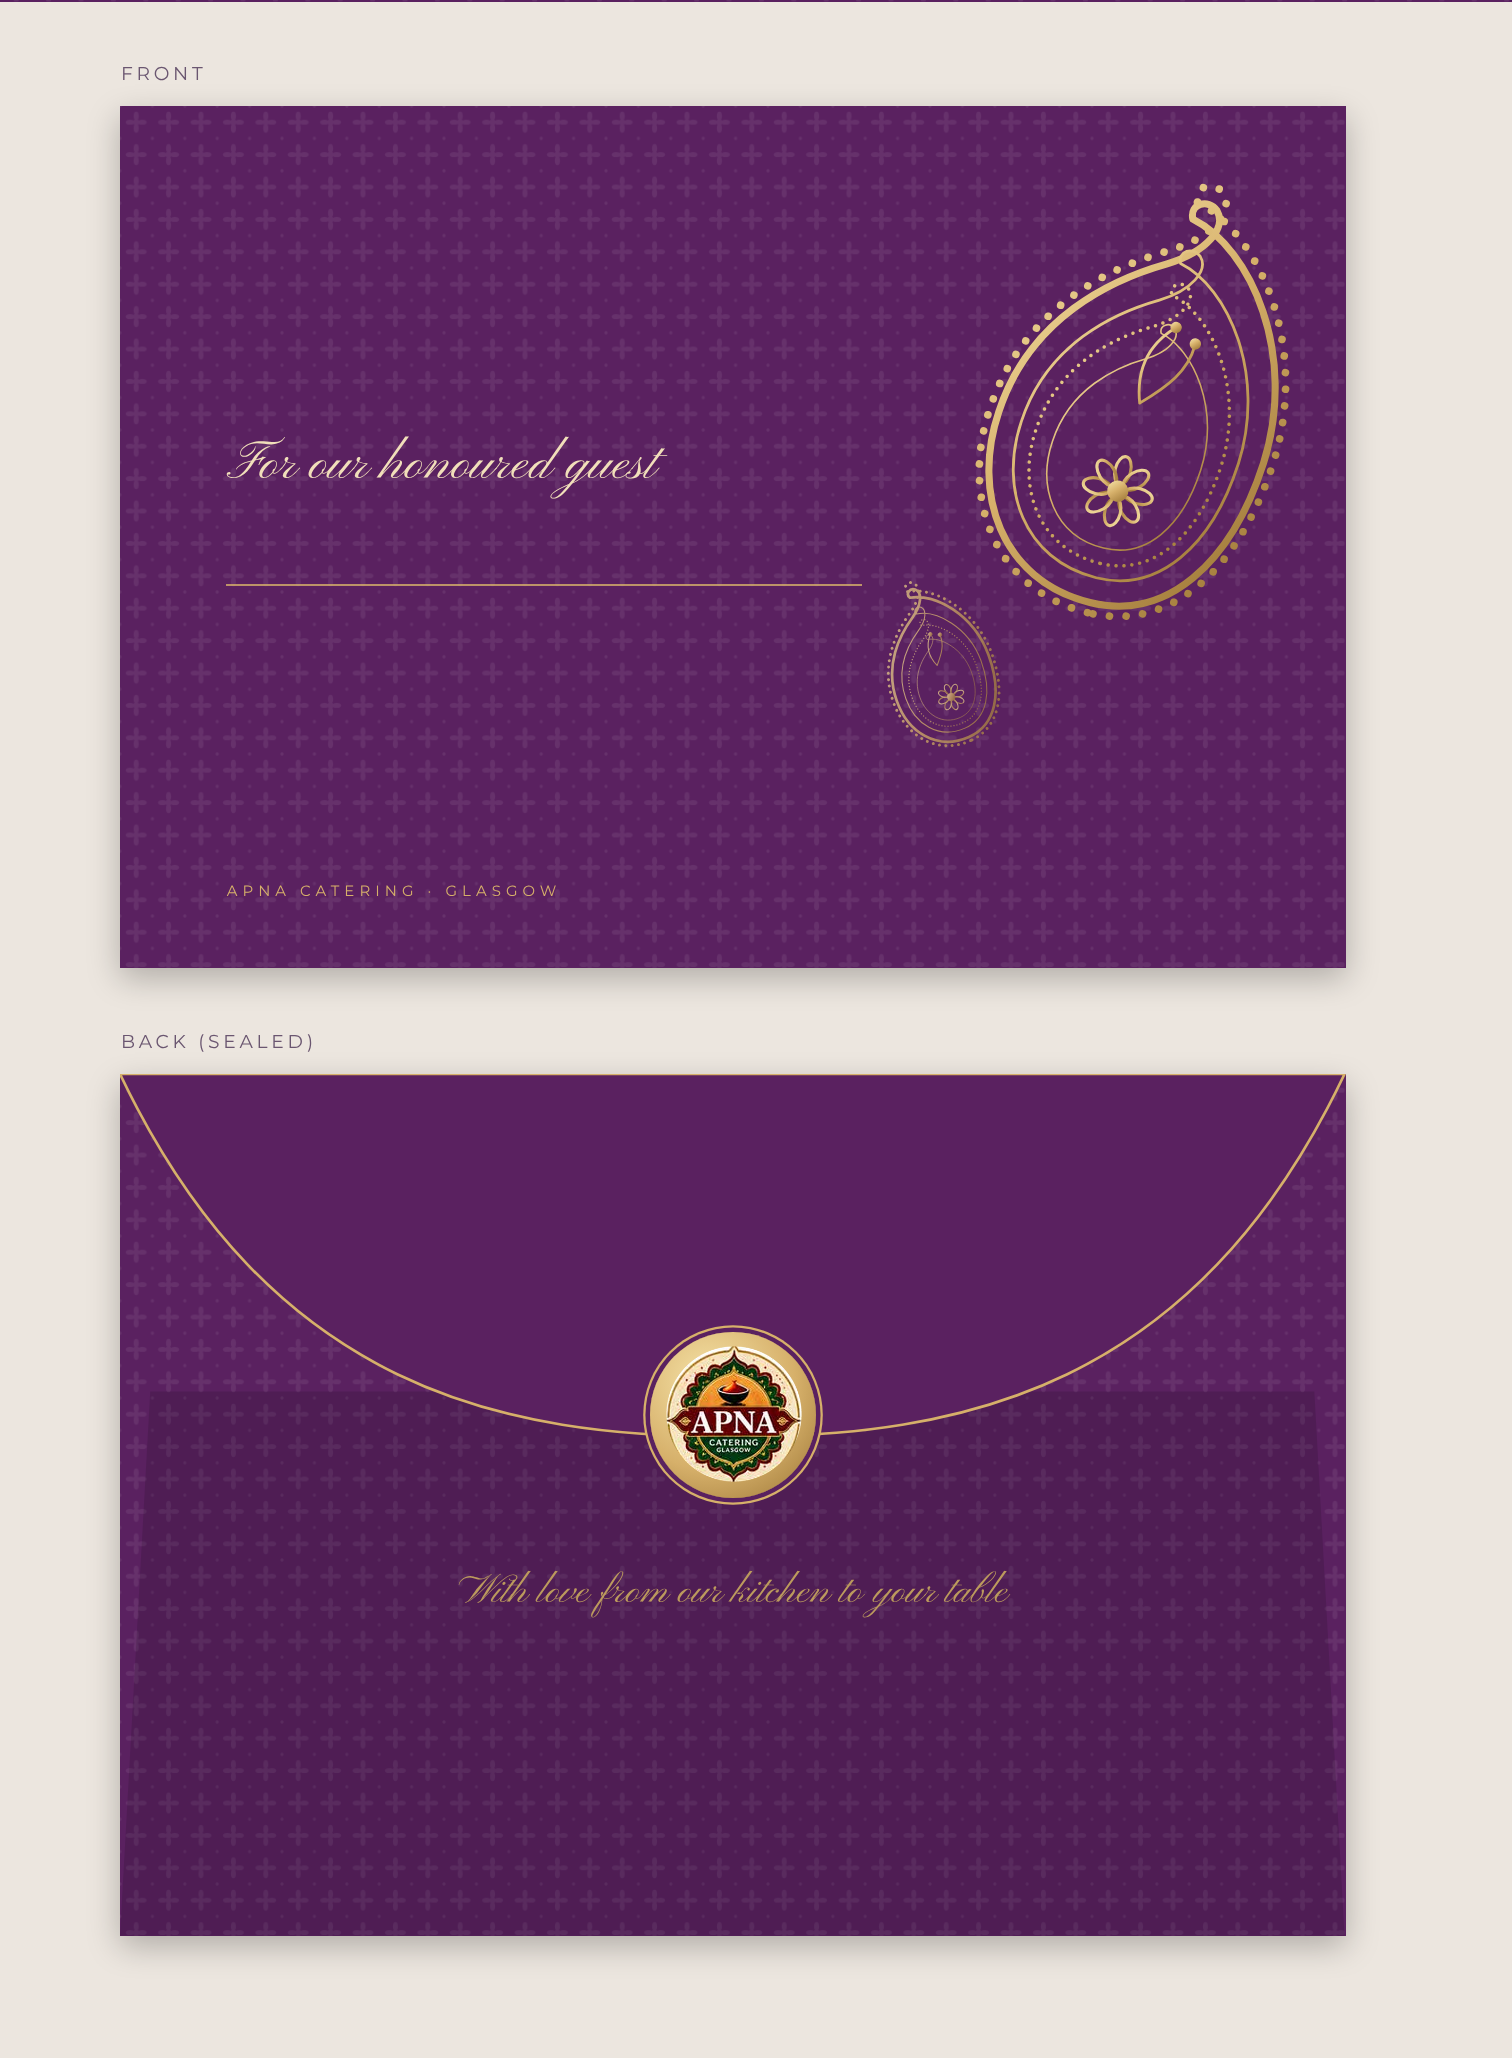 FRONT
For our honoured guest
APNA CATERING · GLASGOW
BACK (SEALED)
APNA
CATERING
GLASGOW
With love from our kitchen to your table